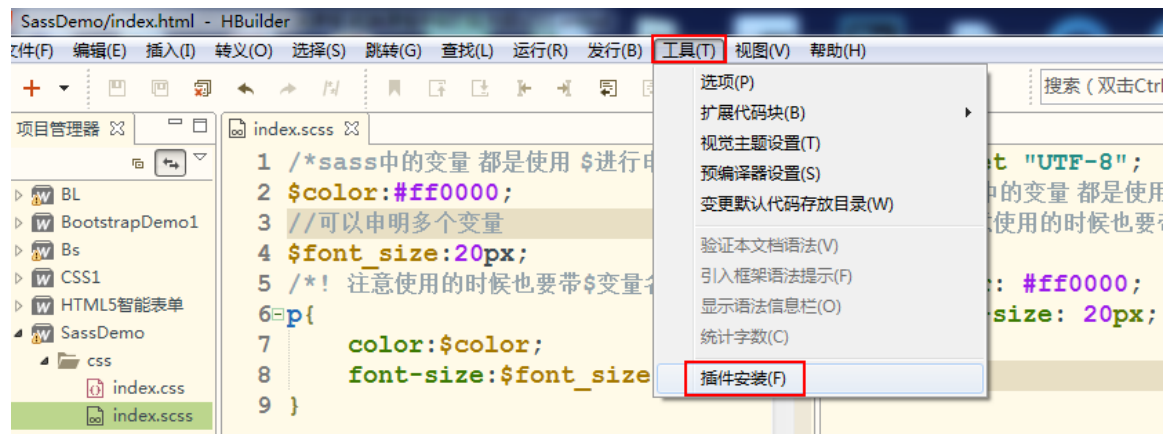 SassDemo/index.html - HBuilder
文件(F) 编辑(E) 插入(I) 转义(O) 选择(S) 跳转(G) 查找(L) 运行(R) 发行(B) 工具(T) 视图(V) 帮助(H)
搜索（双击Ctrl
项目管理器
BL
BootstrapDemo1
Bs
CSS1
HTML5智能表单
SassDemo
css
index.css
index.scss
index.scss
1 /*sass中的变量 都是使用 $进行
2 $color:#ff0000;
3 //可以申明多个变量
4 $font_size:20px;
5 /*! 注意使用的时候也要带$变量
6 p{
7 color:$color;
8 font-size:$font_size
9 }
选项(P)
扩展代码块(B)
视觉主题设置(T)
预编译器设置(S)
变更默认代码存放目录(W)
验证本文档语法(V)
引入框架语法提示(F)
显示语法信息栏(O)
统计字数(C)
插件安装(F)
et "UTF-8";
中的变量 都是使用
使用的时候也要
: #ff0000;
-size: 20px;